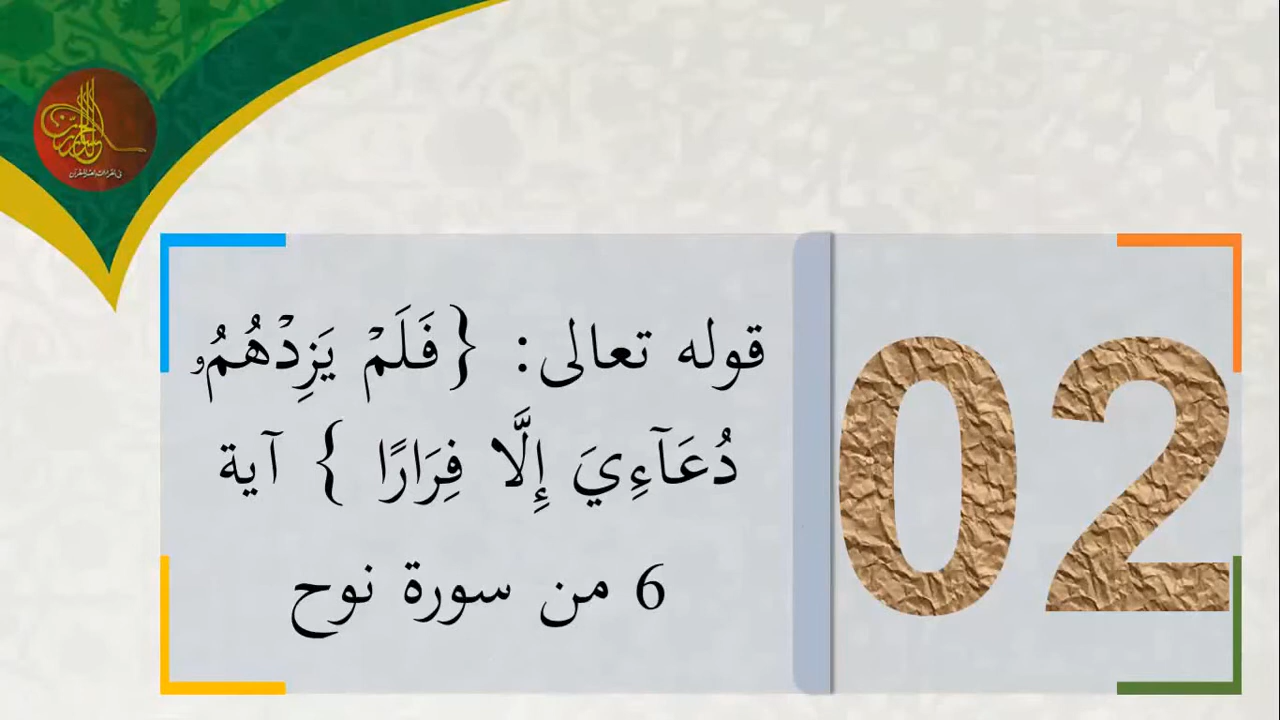 قوله تعالى: {فَلَمْ يَزِدْهُمُۥ
دُعَآءِيَ إِلَّا فِرَارًا } آية
6 من سورة نوح
02